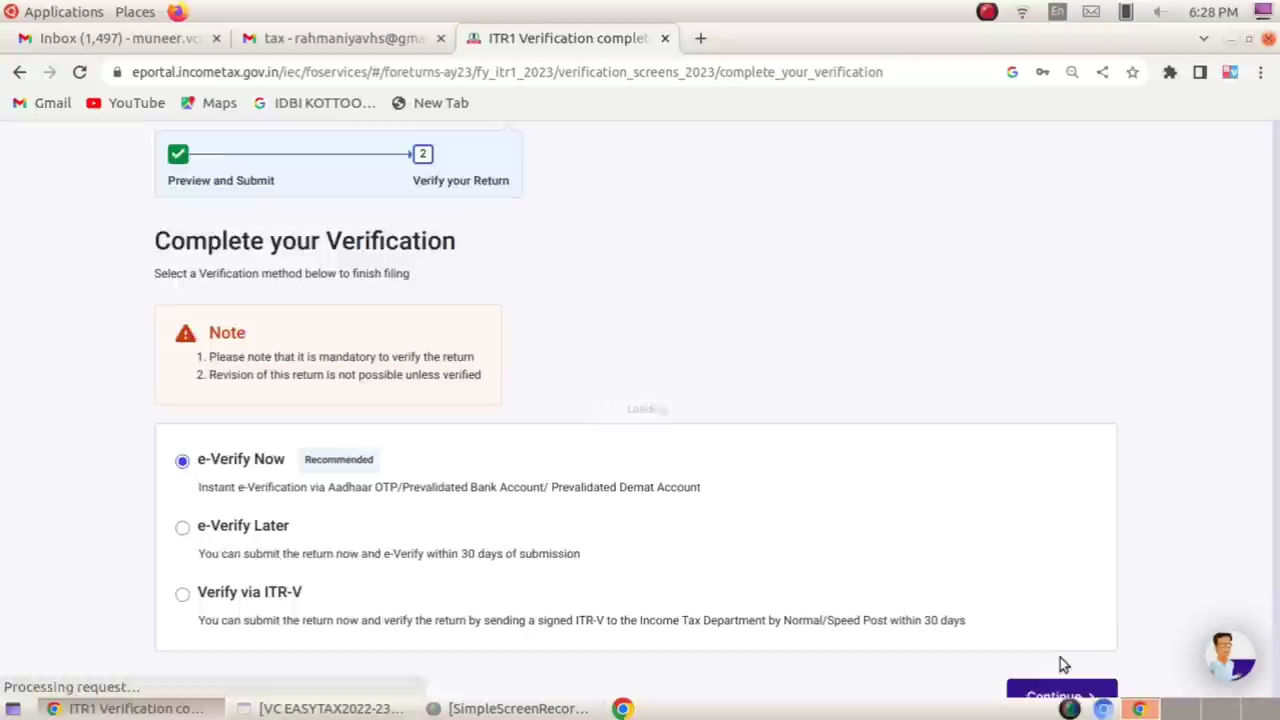 Applications Places En 6:28 PM
Inbox (1,497) - muneer.vc tax - rahmaniyavhs@gma ITR1 Verification complet
eportal.incometax.gov.in/iec/foservices/#/foreturns-ay23/fy_itr1_2023/verification_screens_2023/complete_your_verification
Gmail YouTube Maps IDBI KOTTOO... New Tab
2
Preview and Submit Verify your Return
Complete your Verification
Select a Verification method below to finish filing
Note
1. Please note that it is mandatory to verify the return
2. Revision of this return is not possible unless verified
Loading
e-Verify Now Recommended
Instant e-Verification via Aadhaar OTP/Prevalidated Bank Account/ Prevalidated Demat Account
e-Verify Later
You can submit the return now and e-Verify within 30 days of submission
Verify via ITR-V
You can submit the return now and verify the return by sending a signed ITR-V to the Income Tax Department by Normal/Speed Post within 30 days
Continue >
Processing request...
ITR1 Verification co... [VC EASYTAX2022-23... [SimpleScreenRecor...